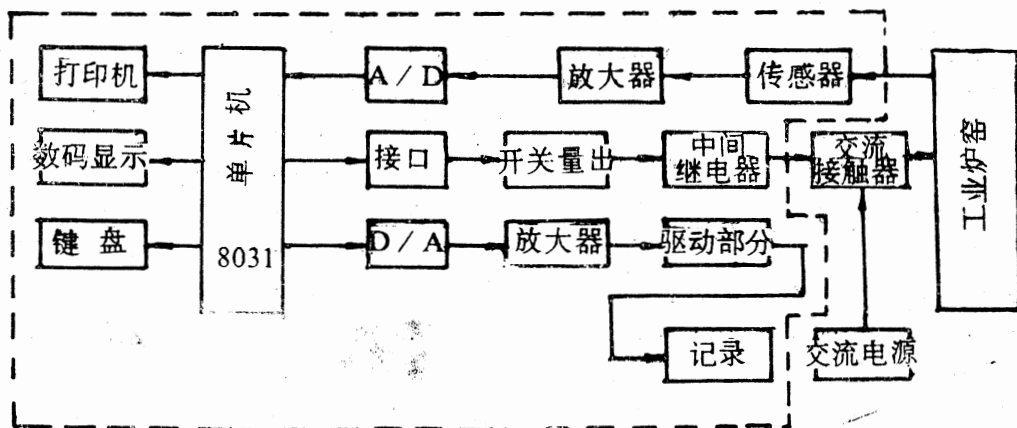 打印机
A/D
放大器
传感器
数码显示
单片机
8031
接口
开关量出
中间
继电器
交流
接触器
工业炉窑
键盘
D/A
放大器
驱动部分
记录
交流电源